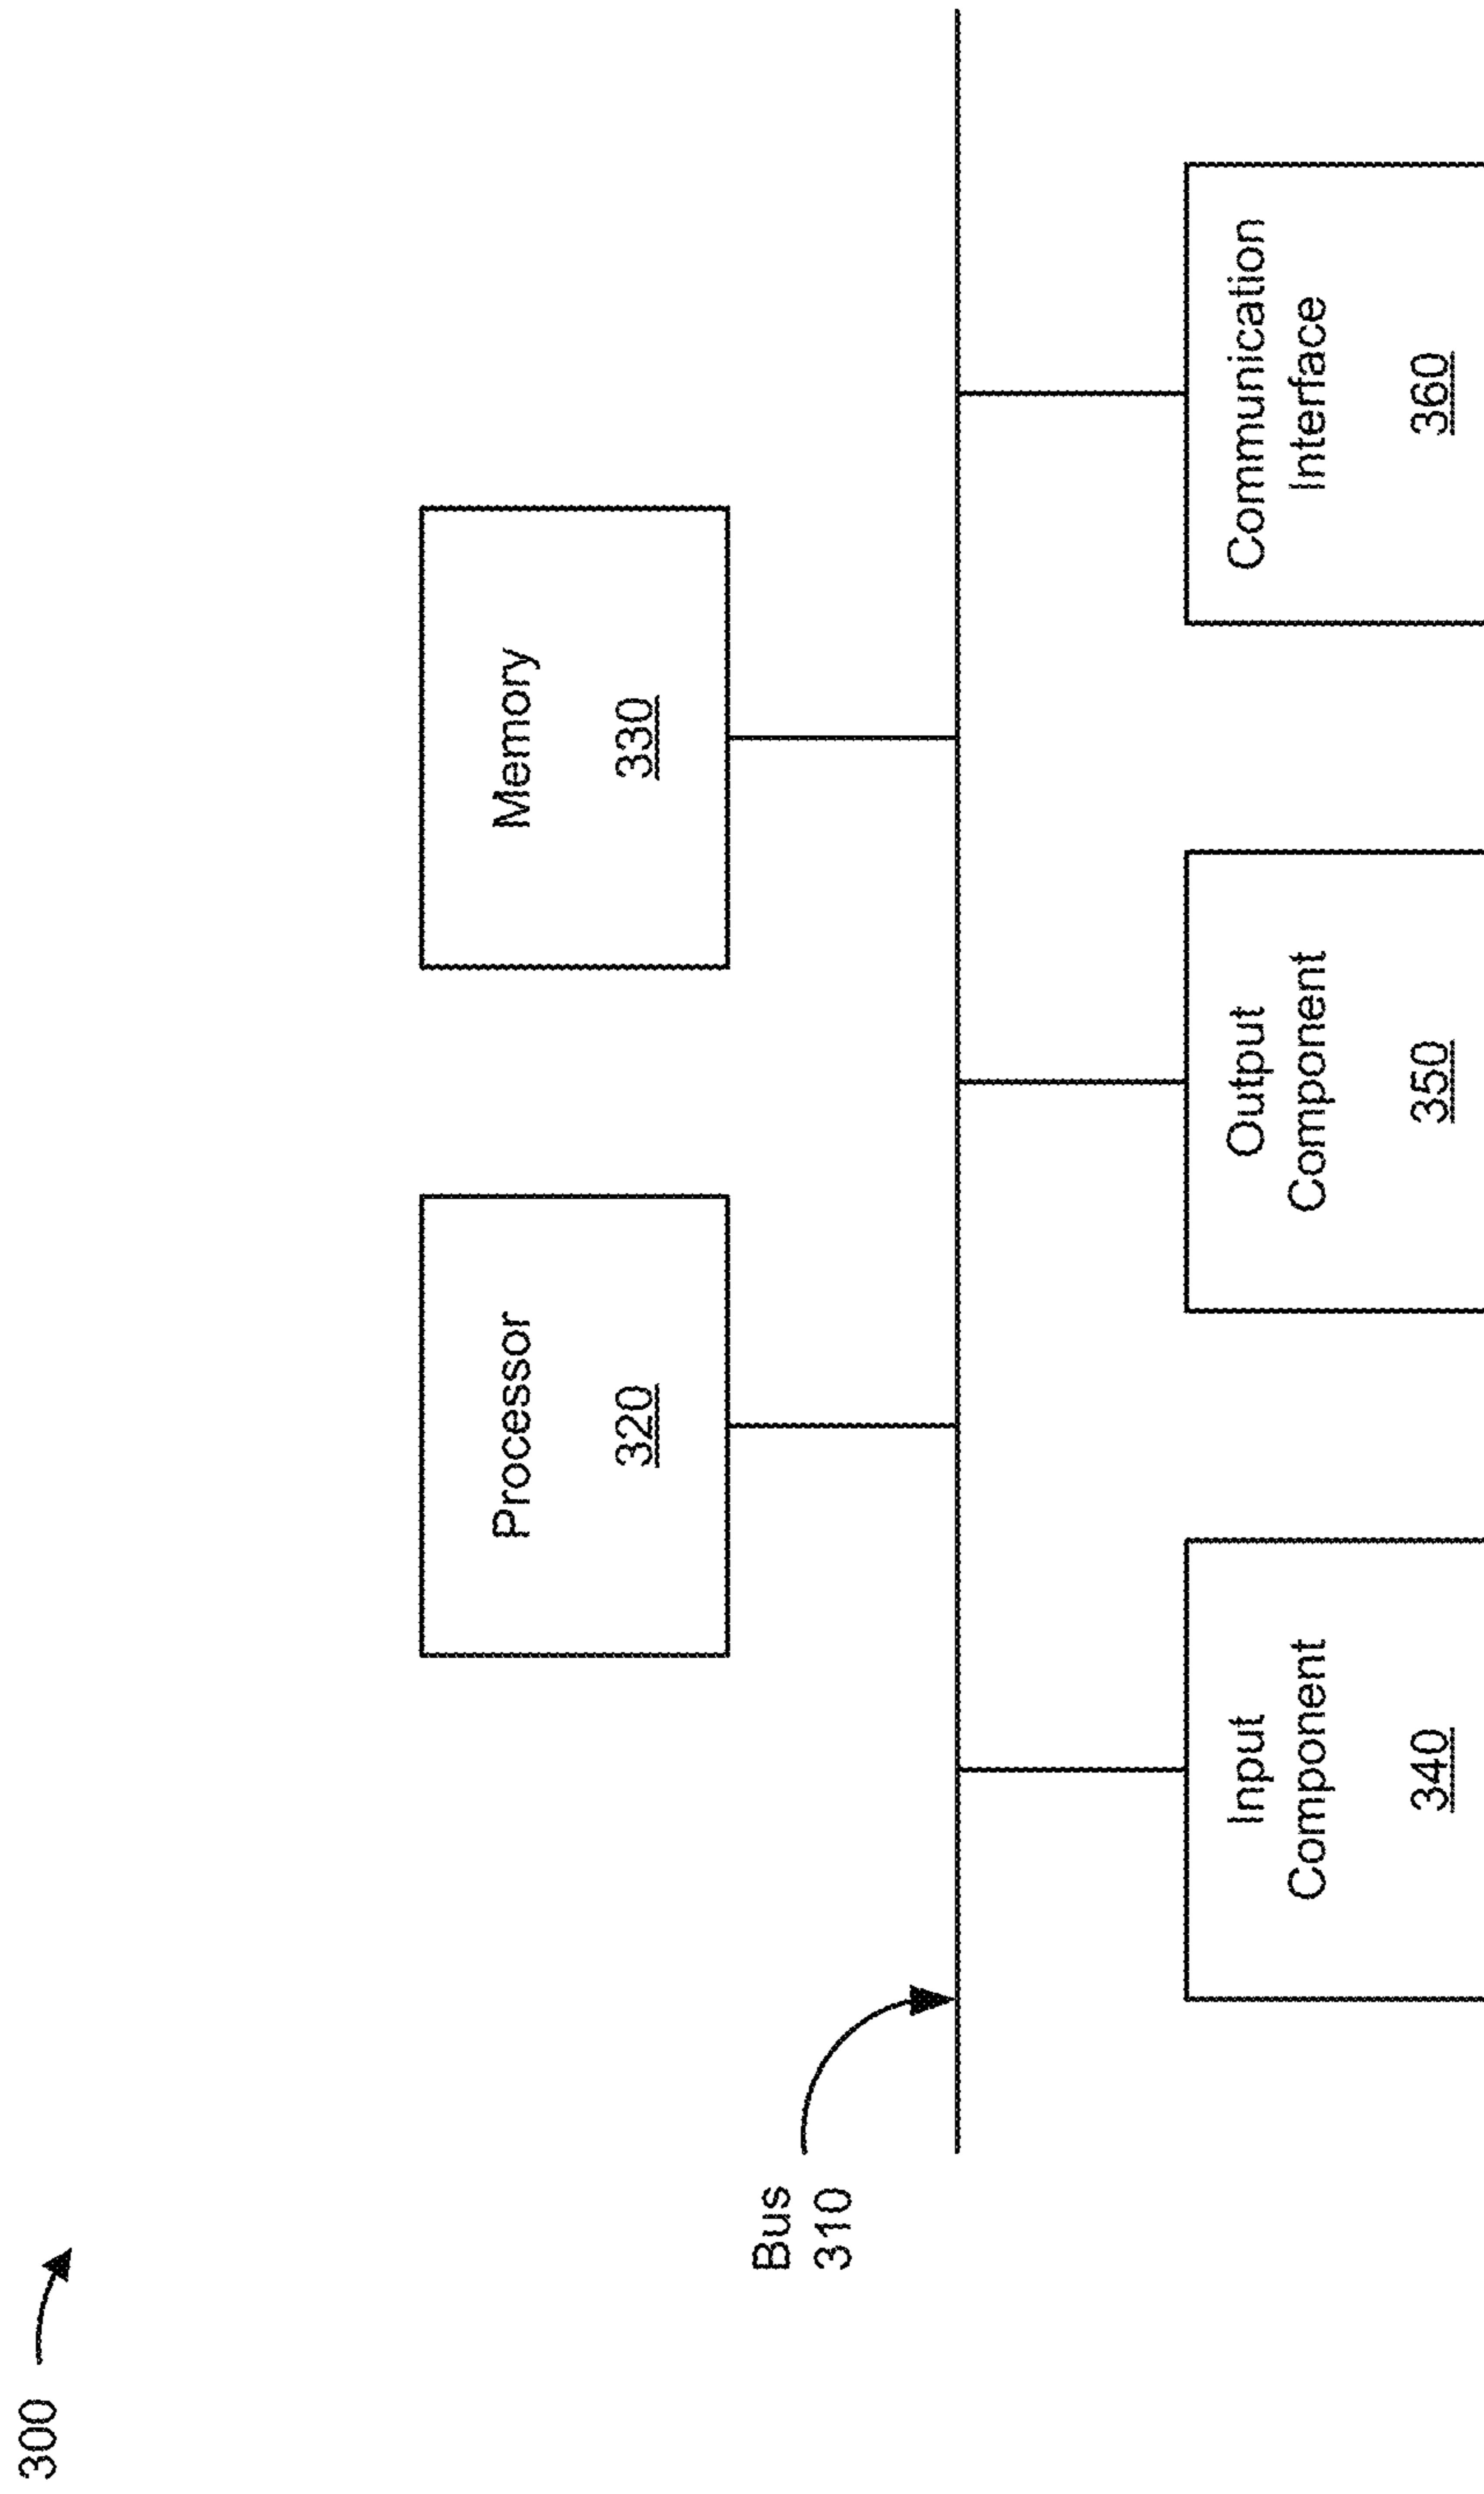 300
Processor
320
Memory
330
Bus
310
Input
Component
340
Output
Component
350
Communication
Interface
360